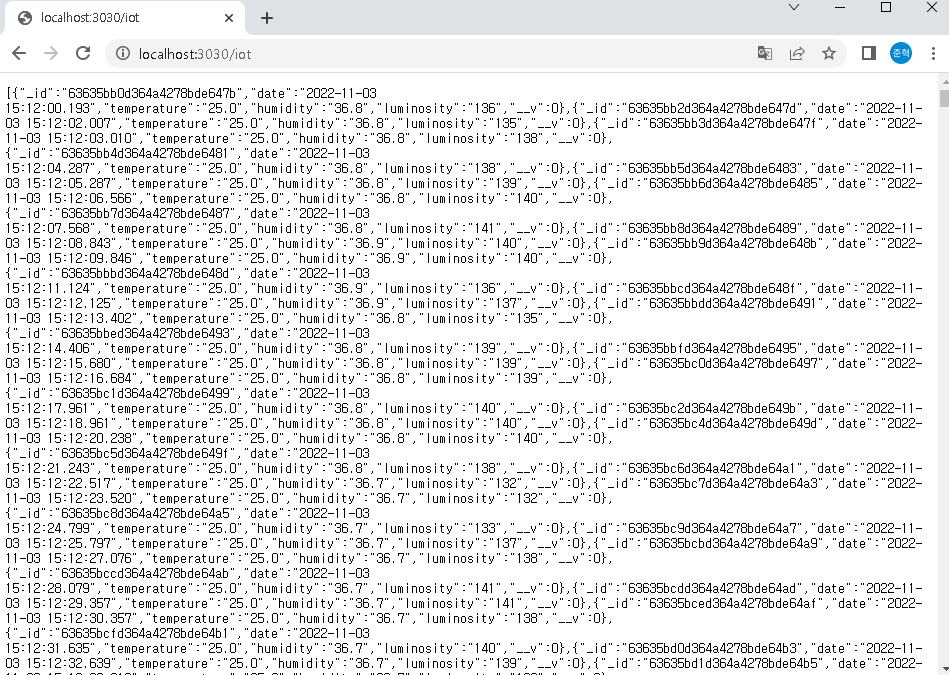 localhost:3030/iot
localhost:3030/iot
준혁
[{"_id":"63635bb0d364a4278bde647b","date":"2022-11-03
15:12:00.193","temperature":"25.0","humidity":"36.8","luminosity":"136","__v":0},{"_id":"63635bb2d364a4278bde647d","date":"2022-11-
03 15:12:02.007","temperature":"25.0","humidity":"36.8","luminosity":"135","__v":0},{"_id":"63635bb3d364a4278bde647f","date":"2022-
11-03 15:12:03.010","temperature":"25.0","humidity":"36.8","luminosity":"138","__v":0},
{"_id":"63635bb4d364a4278bde6481","date":"2022-11-03
15:12:04.287","temperature":"25.0","humidity":"36.8","luminosity":"138","__v":0},{"_id":"63635bb5d364a4278bde6483","date":"2022-11-
03 15:12:05.287","temperature":"25.0","humidity":"36.8","luminosity":"139","__v":0},{"_id":"63635bb6d364a4278bde6485","date":"2022-
11-03 15:12:06.566","temperature":"25.0","humidity":"36.8","luminosity":"140","__v":0},
{"_id":"63635bb7d364a4278bde6487","date":"2022-11-03
15:12:07.568","temperature":"25.0","humidity":"36.8","luminosity":"141","__v":0},{"_id":"63635bb8d364a4278bde6489","date":"2022-11-
03 15:12:08.843","temperature":"25.0","humidity":"36.9","luminosity":"140","__v":0},{"_id":"63635bb9d364a4278bde648b","date":"2022-
11-03 15:12:09.846","temperature":"25.0","humidity":"36.9","luminosity":"140","__v":0},
{"_id":"63635bbbd364a4278bde648d","date":"2022-11-03
15:12:11.124","temperature":"25.0","humidity":"36.9","luminosity":"136","__v":0},{"_id":"63635bbcd364a4278bde648f","date":"2022-11-
03 15:12:12.125","temperature":"25.0","humidity":"36.9","luminosity":"137","__v":0},{"_id":"63635bbdd364a4278bde6491","date":"2022-
11-03 15:12:13.402","temperature":"25.0","humidity":"36.8","luminosity":"135","__v":0},
{"_id":"63635bbed364a4278bde6493","date":"2022-11-03
15:12:14.406","temperature":"25.0","humidity":"36.8","luminosity":"139","__v":0},{"_id":"63635bbfd364a4278bde6495","date":"2022-11-
03 15:12:15.680","temperature":"25.0","humidity":"36.8","luminosity":"139","__v":0},{"_id":"63635bc0d364a4278bde6497","date":"2022-
11-03 15:12:16.684","temperature":"25.0","humidity":"36.8","luminosity":"139","__v":0},
{"_id":"63635bc1d364a4278bde6499","date":"2022-11-03
15:12:17.961","temperature":"25.0","humidity":"36.8","luminosity":"140","__v":0},{"_id":"63635bc2d364a4278bde649b","date":"2022-11-
03 15:12:18.961","temperature":"25.0","humidity":"36.8","luminosity":"140","__v":0},{"_id":"63635bc4d364a4278bde649d","date":"2022-
11-03 15:12:20.238","temperature":"25.0","humidity":"36.8","luminosity":"140","__v":0},
{"_id":"63635bc5d364a4278bde649f","date":"2022-11-03
15:12:21.243","temperature":"25.0","humidity":"36.8","luminosity":"138","__v":0},{"_id":"63635bc6d364a4278bde64a1","date":"2022-11-
03 15:12:22.517","temperature":"25.0","humidity":"36.7","luminosity":"132","__v":0},{"_id":"63635bc7d364a4278bde64a3","date":"2022-
11-03 15:12:23.520","temperature":"25.0","humidity":"36.7","luminosity":"132","__v":0},
{"_id":"63635bc8d364a4278bde64a5","date":"2022-11-03
15:12:24.799","temperature":"25.0","humidity":"36.7","luminosity":"133","__v":0},{"_id":"63635bc9d364a4278bde64a7","date":"2022-11-
03 15:12:25.797","temperature":"25.0","humidity":"36.7","luminosity":"137","__v":0},{"_id":"63635bcbd364a4278bde64a9","date":"2022-
11-03 15:12:27.076","temperature":"25.0","humidity":"36.7","luminosity":"138","__v":0},
{"_id":"63635bccd364a4278bde64ab","date":"2022-11-03
15:12:28.079","temperature":"25.0","humidity":"36.7","luminosity":"141","__v":0},{"_id":"63635bcdd364a4278bde64ad","date":"2022-11-
03 15:12:29.357","temperature":"25.0","humidity":"36.7","luminosity":"141","__v":0},{"_id":"63635bced364a4278bde64af","date":"2022-
11-03 15:12:30.357","temperature":"25.0","humidity":"36.7","luminosity":"138","__v":0},
{"_id":"63635bcfd364a4278bde64b1","date":"2022-11-03
15:12:31.635","temperature":"25.0","humidity":"36.7","luminosity":"140","__v":0},{"_id":"63635bd0d364a4278bde64b3","date":"2022-11-
03 15:12:32.639","temperature":"25.0","humidity":"36.7","luminosity":"139","__v":0},{"_id":"63635bd1d364a4278bde64b5","date":"2022-